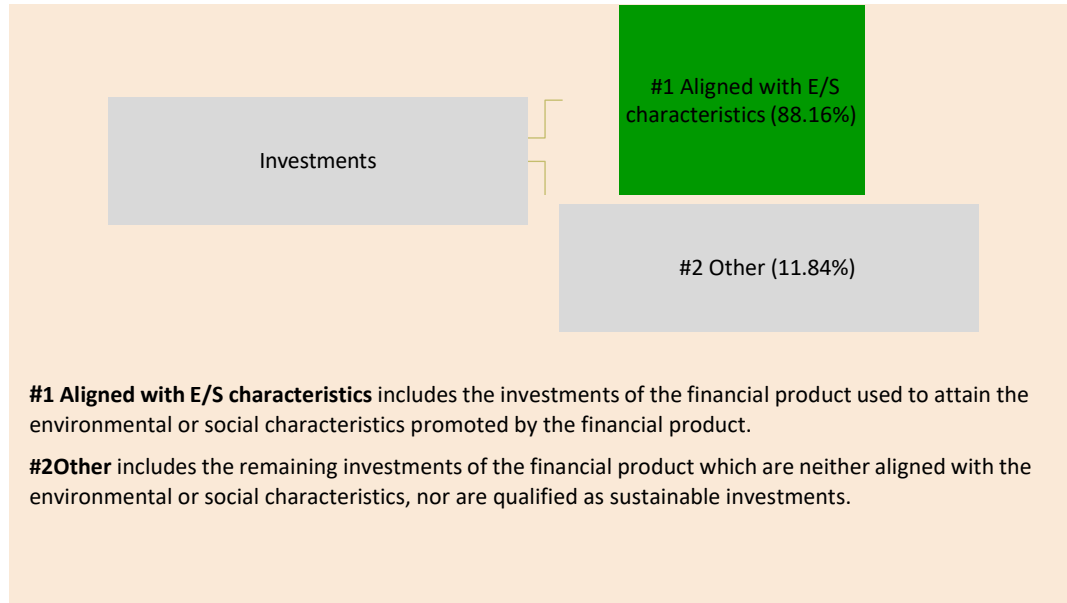 #1 Aligned with E/S
characteristics (88.16%)
Investments
#2 Other (11.84%)
#1 Aligned with E/S characteristics includes the investments of the financial product used to attain the
environmental or social characteristics promoted by the financial product.
#2Other includes the remaining investments of the financial product which are neither aligned with the
environmental or social characteristics, nor are qualified as sustainable investments.